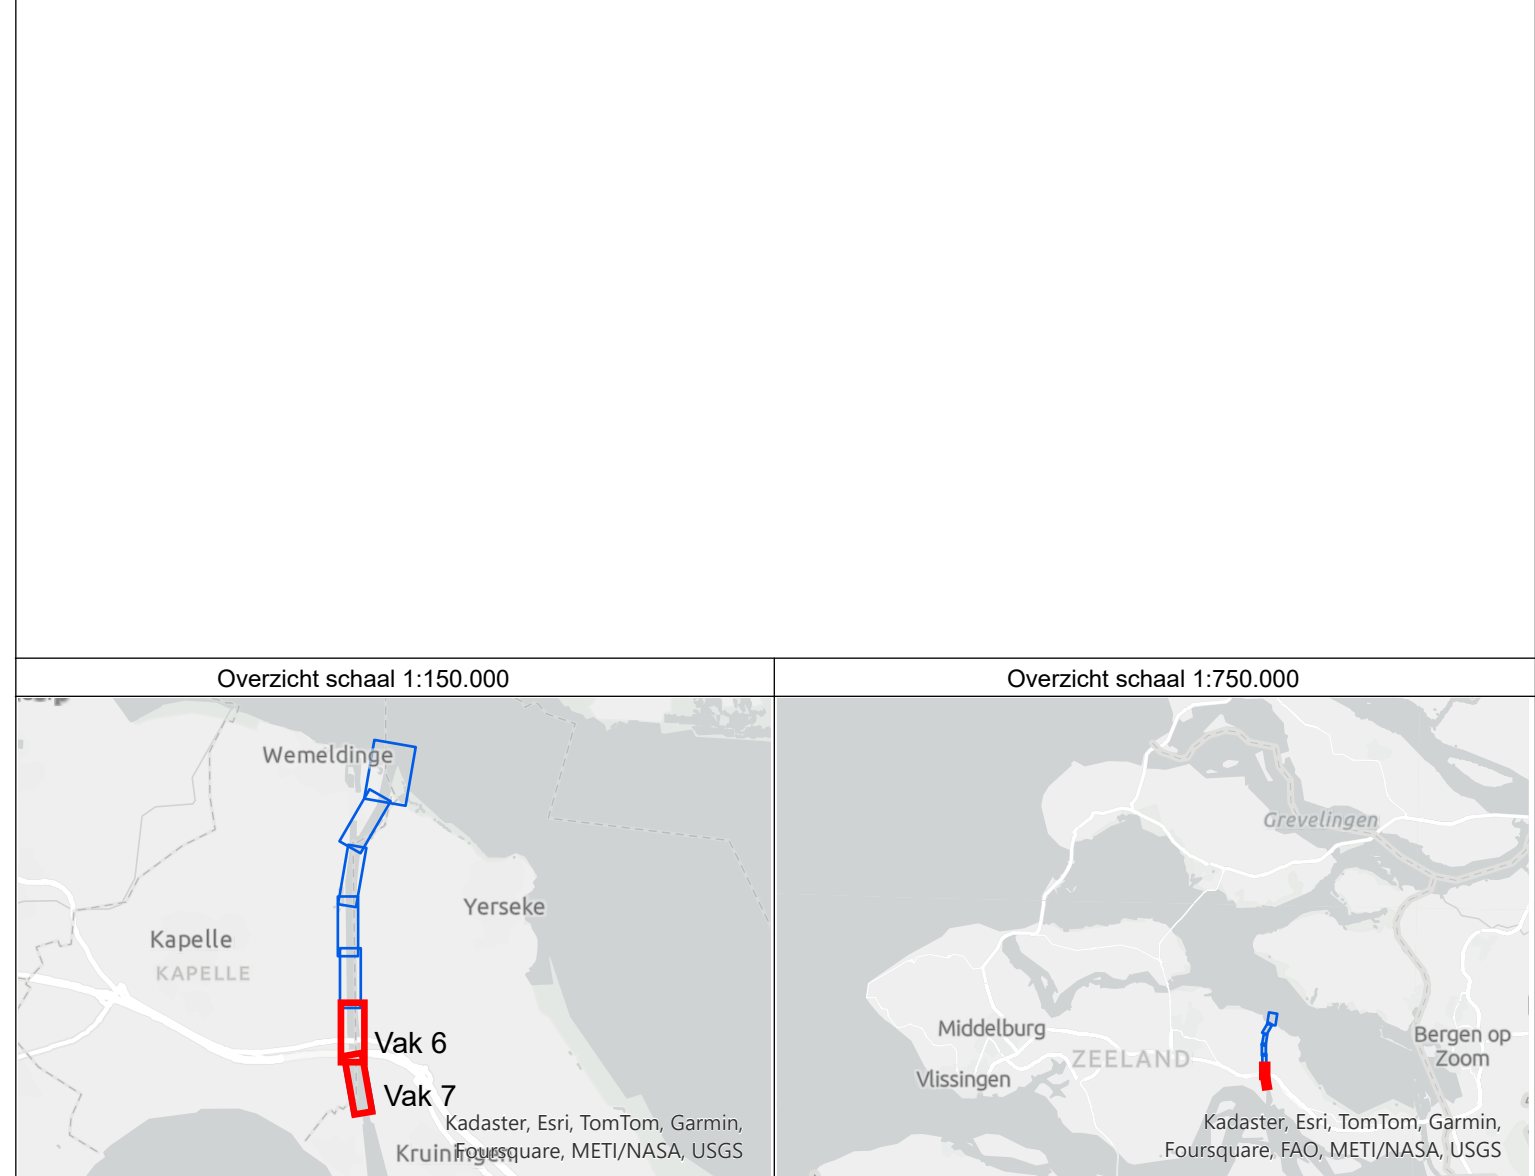 Overzicht schaal 1:150.000
Wemeldinge
Yerseke
Kapelle
KAPELLE
Vak 6
Vak 7
Kruiningen
Kadaster, Esri, TomTom, Garmin,
Foursquare, METI/NASA, USGS
Overzicht schaal 1:750.000
Grevelingen
Middelburg
Bergen op
Zoom
ZEELAND
Vlissingen
Kadaster, Esri, TomTom, Garmin,
Foursquare, FAO, METI/NASA, USGS